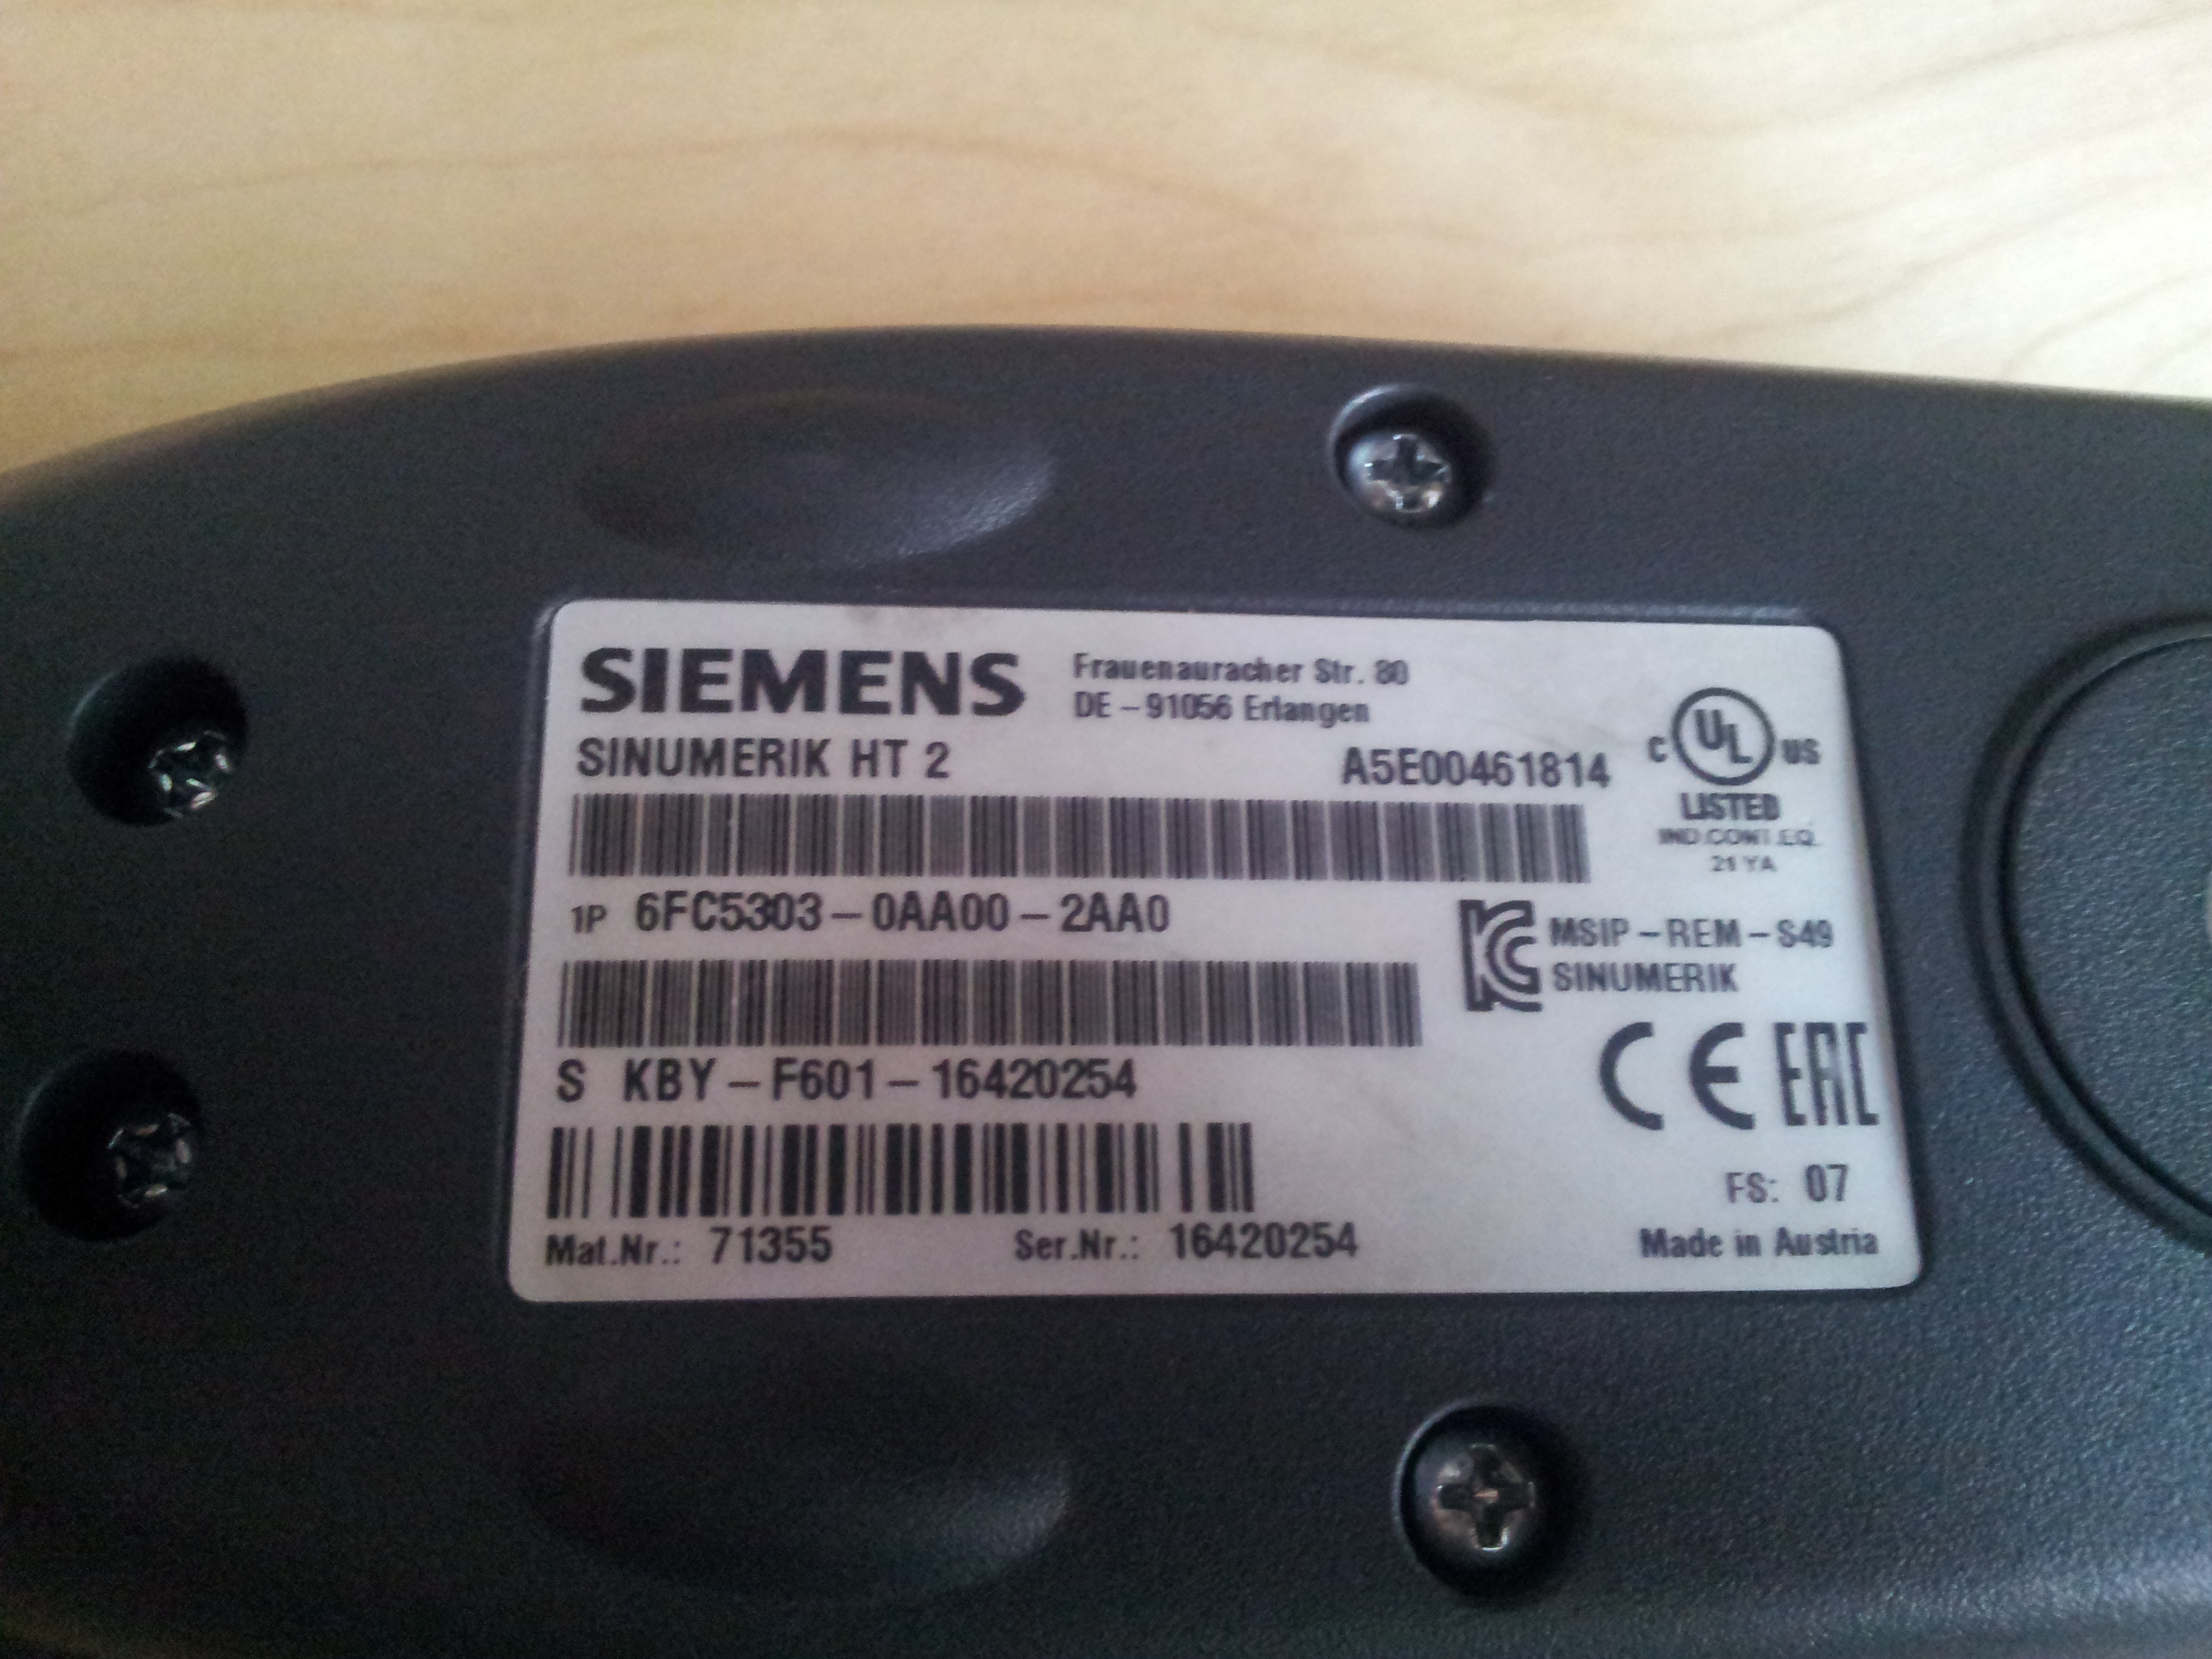 SIEMENS
Frauenauracher Str. 80
DE-91056 Erlangen
SINUMERIK HT 2
A5E00461814
C UL US
LISTED
IND.CONT.EQ.
21 YA
1P 6FC5303-0AA00-2AA0
MSIP-REM-S49
SINUMERIK
S KBY-F601-16420254
CE EAC
FS: 07
Mat.Nr.: 71355 Ser.Nr.: 16420254
Made in Austria